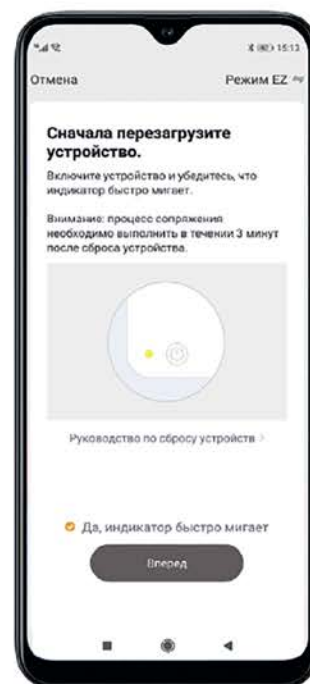 15:13
Отмена
Режим EZ
Сначала перезагрузите
устройство.
Включите устройство и убедитесь, что
индикатор быстро мигает.
Внимание: процесс сопряжения
необходимо выполнить в течении 3 минут
после сброса устройства.
Руководство по сбросу устройств >
Да, индикатор быстро мигает
Вперед